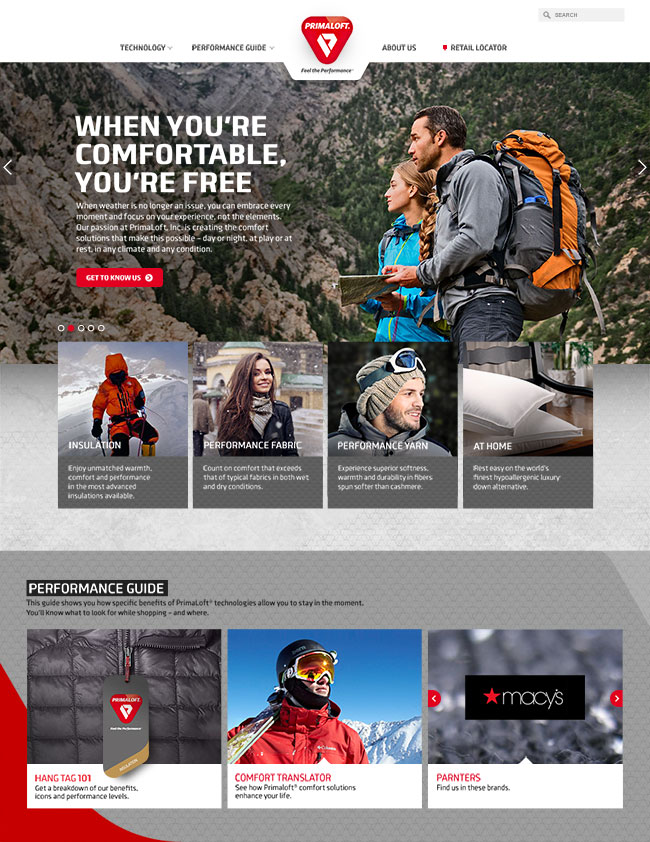 SEARCH
TECHNOLOGY
PERFORMANCE GUIDE
PRIMALOFT.
Feel the Performance™
ABOUT US
RETAIL LOCATOR
WHEN YOU'RE
COMFORTABLE,
YOU'RE FREE
When weather is no longer an issue, you can embrace every
moment and focus on your experience, not the elements.
Our passion at PrimaLoft, Inc. is creating the comfort
solutions that make this possible – day or night, at play or at
rest, in any climate and any condition.
GET TO KNOW US
INSULATION
Enjoy unmatched warmth,
comfort and performance
in the most advanced
insulations available.
PERFORMANCE FABRIC
Count on comfort that exceeds
that of typical fabrics in both wet
and dry conditions.
PERFORMANCE YARN
Experience superior softness,
warmth and durability in fibers
spun softer than cashmere.
AT HOME
Rest easy on the world's
finest hypoallergenic luxury
down alternative.
PERFORMANCE GUIDE
This guide shows you how specific benefits of PrimaLoft® technologies allow you to stay in the moment.
You'll know what to look for while shopping – and where.
PRIMALOFT.
Feel the Performance™
INSULATION
HANG TAG 101
Get a breakdown of our benefits,
icons and performance levels.
Columbia
COMFORT TRANSLATOR
See how Primaloft® comfort solutions
enhance your life.
macy's
PARNTERS
Find us in these brands.